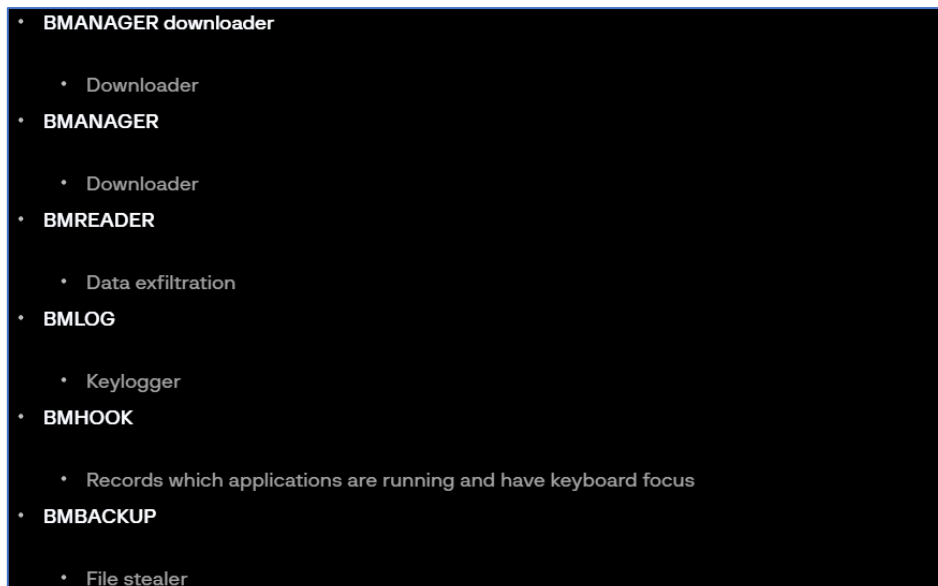 • BMANAGER downloader
• Downloader
• BMANAGER
• Downloader
• BMREADER
• Data exfiltration
• BMLOG
• Keylogger
• BMHOOK
• Records which applications are running and have keyboard focus
• BMBACKUP
• File stealer